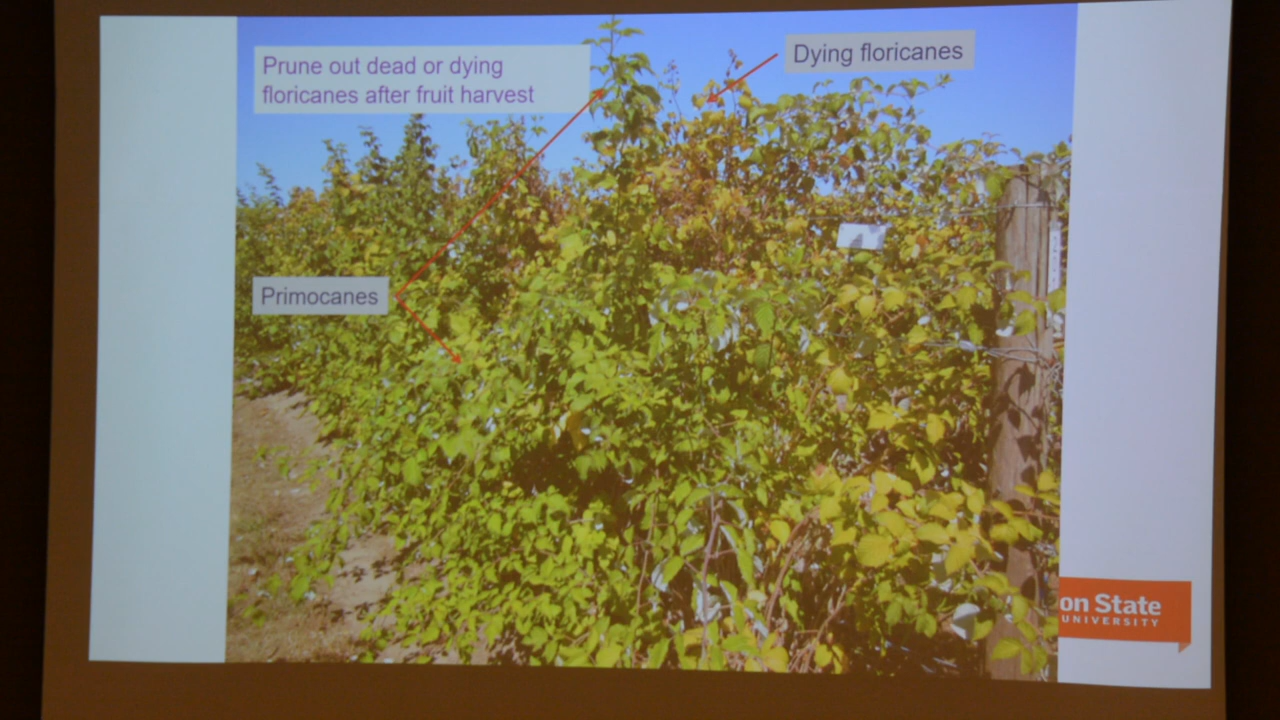 Prune out dead or dying
floricanes after fruit harvest
Dying floricanes
Primocanes
on State
UNIVERSITY